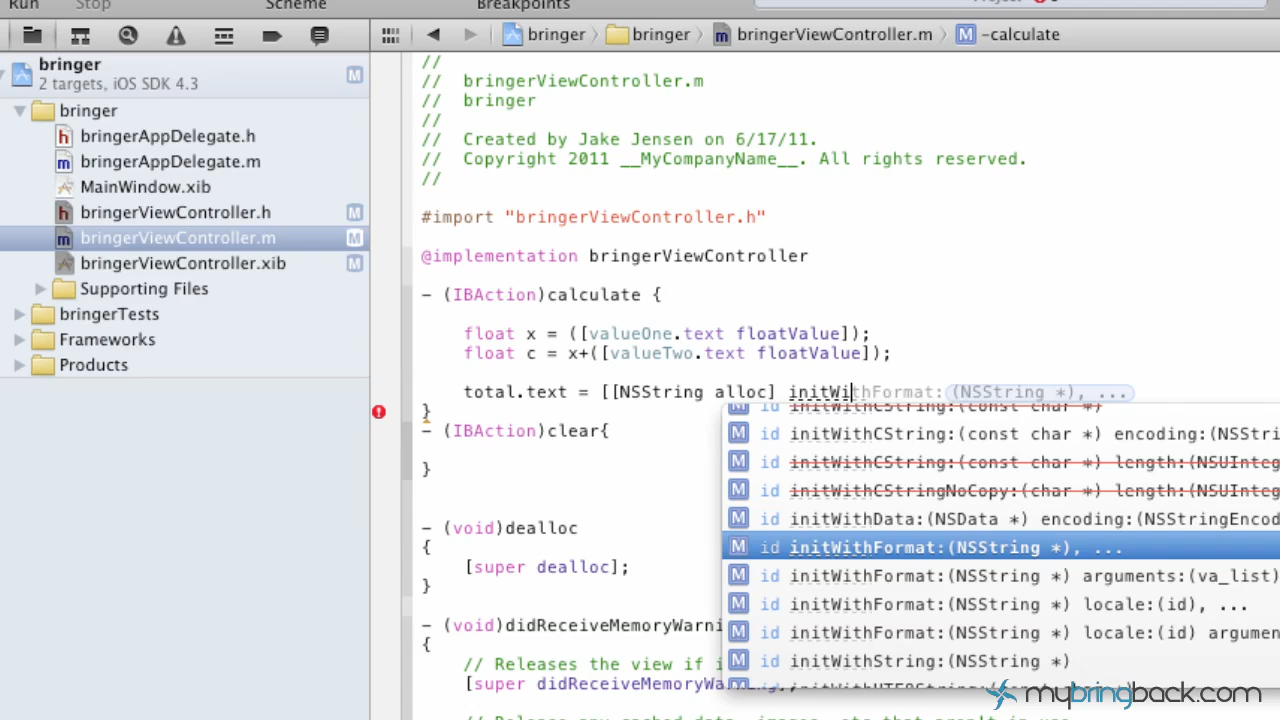 Run Stop Scheme Breakpoints Project
bringer bringer bringerViewController.m M -calculate
bringer
2 targets, iOS SDK 4.3 M
bringer
h bringerAppDelegate.h
m bringerAppDelegate.m
MainWindow.xib
h bringerViewController.h M
m bringerViewController.m M
bringerViewController.xib M
Supporting Files
bringerTests
Frameworks
Products
//
// bringerViewController.m
// bringer
//
// Created by Jake Jensen on 6/17/11.
// Copyright 2011 __MyCompanyName__. All rights reserved.
//
#import "bringerViewController.h"
@implementation bringerViewController
- (IBAction)calculate {
float x = ([valueOne.text floatValue]);
float c = x+([valueTwo.text floatValue]);
total.text = [[NSString alloc] initWithFormat:(NSString *), ...
}
- (IBAction)clear{
}
- (void)dealloc
{
[super dealloc];
}
- (void)didReceiveMemoryWarni
{
// Releases the view if i
[super didReceiveMemoryWa
M id initWithCString:(const char *)
M id initWithCString:(const char *) encoding:(NSStri
M id initWithCString:(const char *) length:(NSUInteg
M id initWithCStringNoCopy:(char *) length:(NSUInteg
M id initWithData:(NSData *) encoding:(NSStringEncod
M id initWithFormat:(NSString *), ...
M id initWithFormat:(NSString *) arguments:(va_list)
M id initWithFormat:(NSString *) locale:(id), ...
M id initWithFormat:(NSString *) locale:(id) argumen
M id initWithString:(NSString *)
mybringback.com